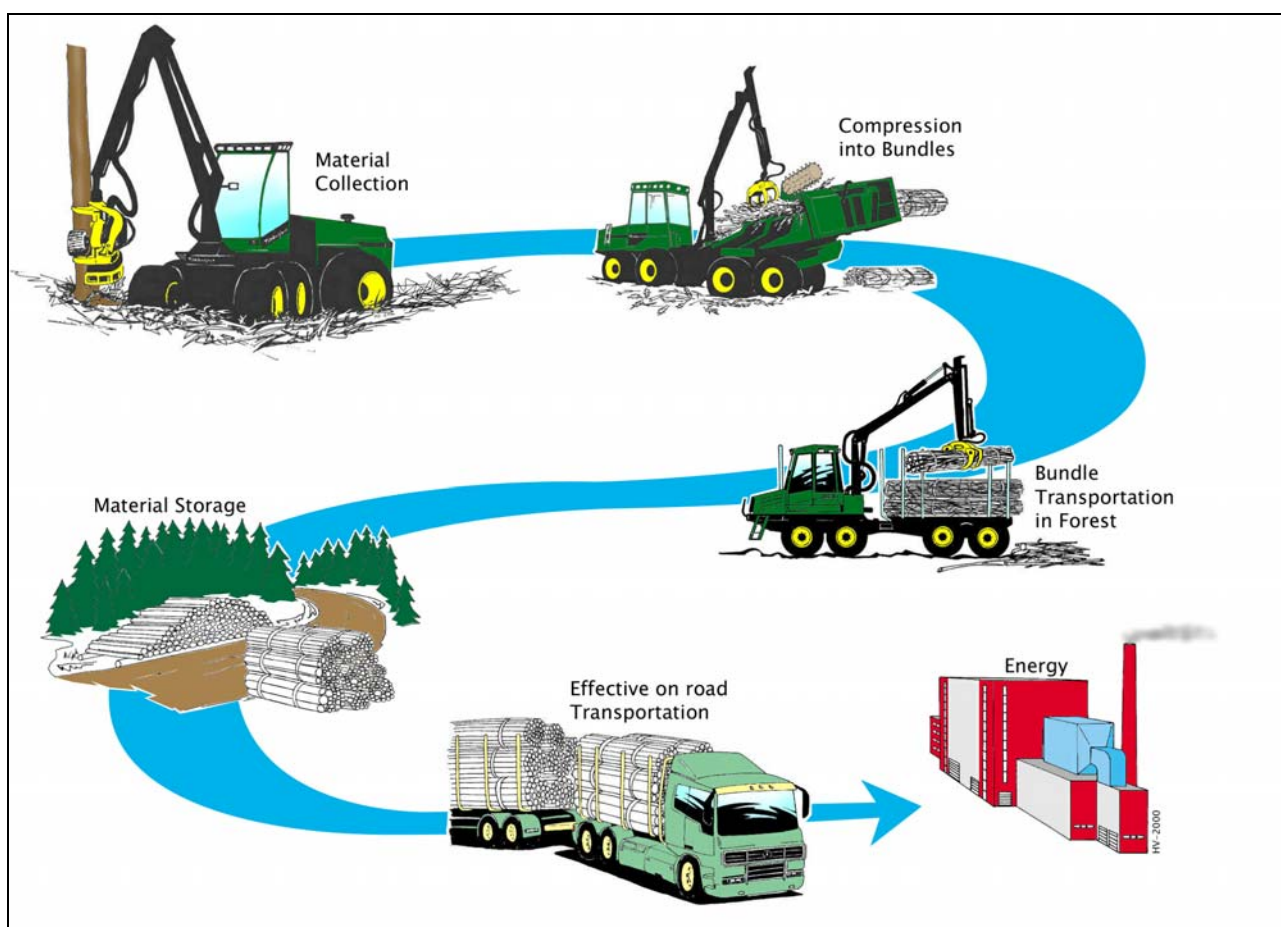 Material
Collection
Compression
into Bundles
Bundle
Transportation
in Forest
Material Storage
Effective on road
Transportation
Energy
HV-2000